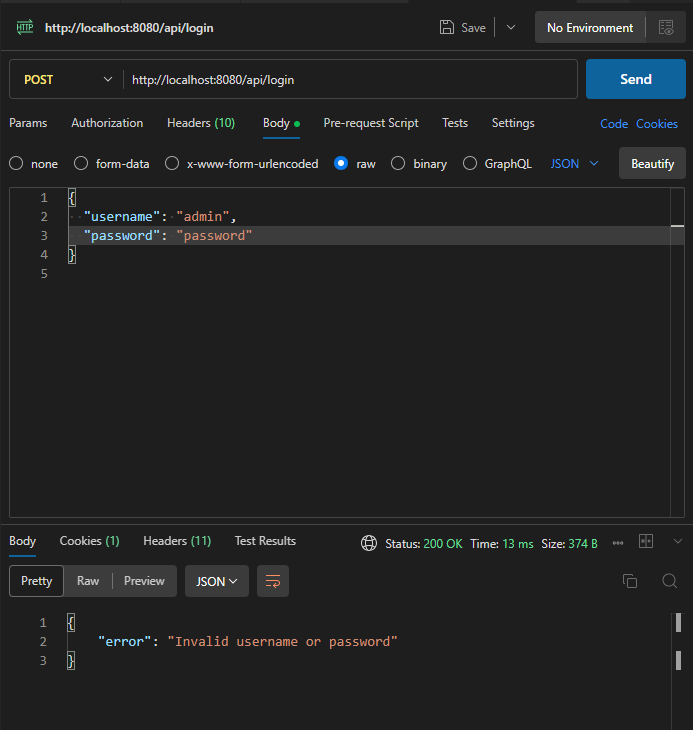 HTTP http://localhost:8080/api/login Save No Environment
POST http://localhost:8080/api/login Send
Params Authorization Headers (10) Body Pre-request Script Tests Settings Code Cookies
none form-data x-www-form-urlencoded raw binary GraphQL JSON Beautify
1 {
2 "username": "admin",
3 "password": "password"
4 }
5
Body Cookies (1) Headers (11) Test Results Status: 200 OK Time: 13 ms Size: 374 B
Pretty Raw Preview JSON
1 {
2 "error": "Invalid username or password"
3 }